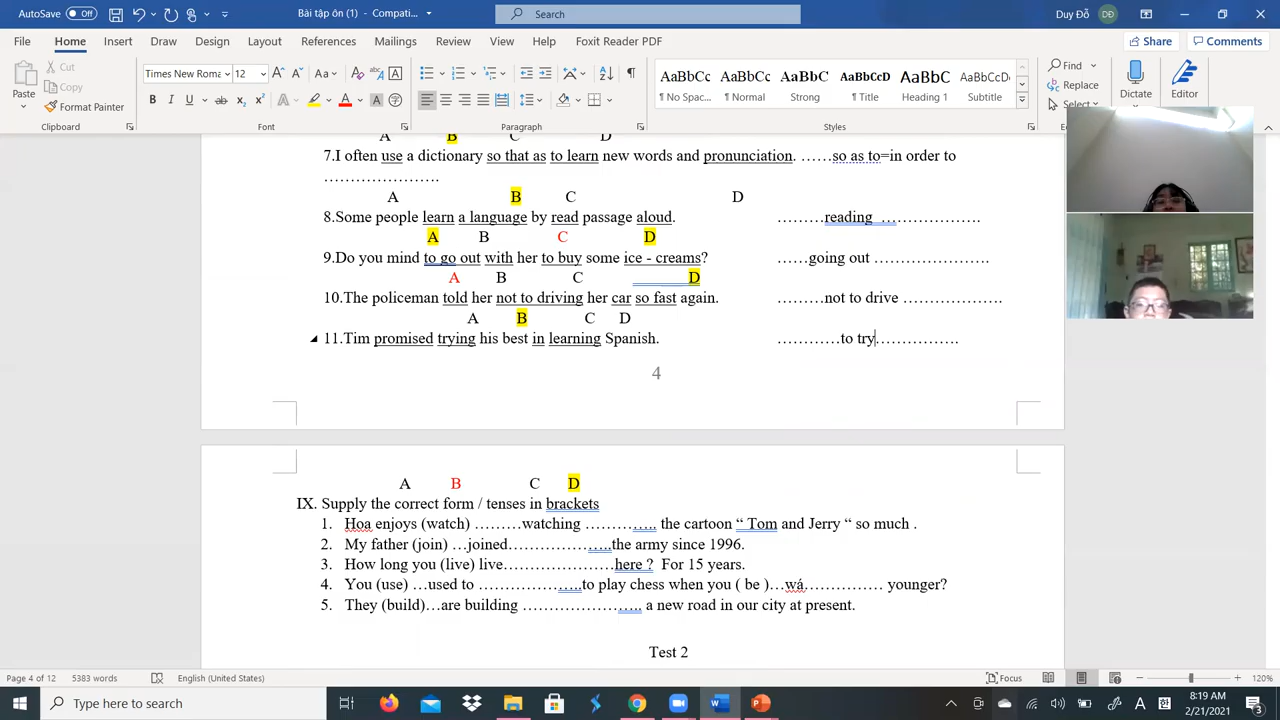 AutoSave Off Bài tập ôn (1) - Compatibility Mode Search Duy Đỗ DĐ
File Home Insert Draw Design Layout References Mailings Review View Help Foxit Reader PDF Share Comments
Cut
Copy
Format Painter
Paste
Times New Roma 12
AaBbCc AaBbCc AaBbC AaBbCcD AaBbC AaBbCcD
¶ No Spac... ¶ Normal Strong ¶ Title Heading 1 Subtitle
Find
Replace
Select
Dictate Editor
Clipboard Font Paragraph Styles
A B C D
7.I often use a dictionary so that as to learn new words and pronunciation. ……so as to=in order to
………………….
A B C D
8.Some people learn a language by read passage aloud. ………reading ……………….
A B C D
9.Do you mind to go out with her to buy some ice - creams? ……going out ………………….
A B C D
10.The policeman told her not to driving her car so fast again. ………not to drive ……………….
A B C D
11.Tim promised trying his best in learning Spanish. …………to try…………….
4
A B C D
IX. Supply the correct form / tenses in brackets
1. Hoa enjoys (watch) ………watching ………….. the cartoon “ Tom and Jerry “ so much .
2. My father (join) …joined………………..the army since 1996.
3. How long you (live) live…………………here ? For 15 years.
4. You (use) …used to ………………..to play chess when you ( be )…wá…………… younger?
5. They (build)…are building ………………….. a new road in our city at present.
Test 2
Page 4 of 12 5383 words English (United States) Focus 120%
Type here to search
8:19 AM
2/21/2021
3